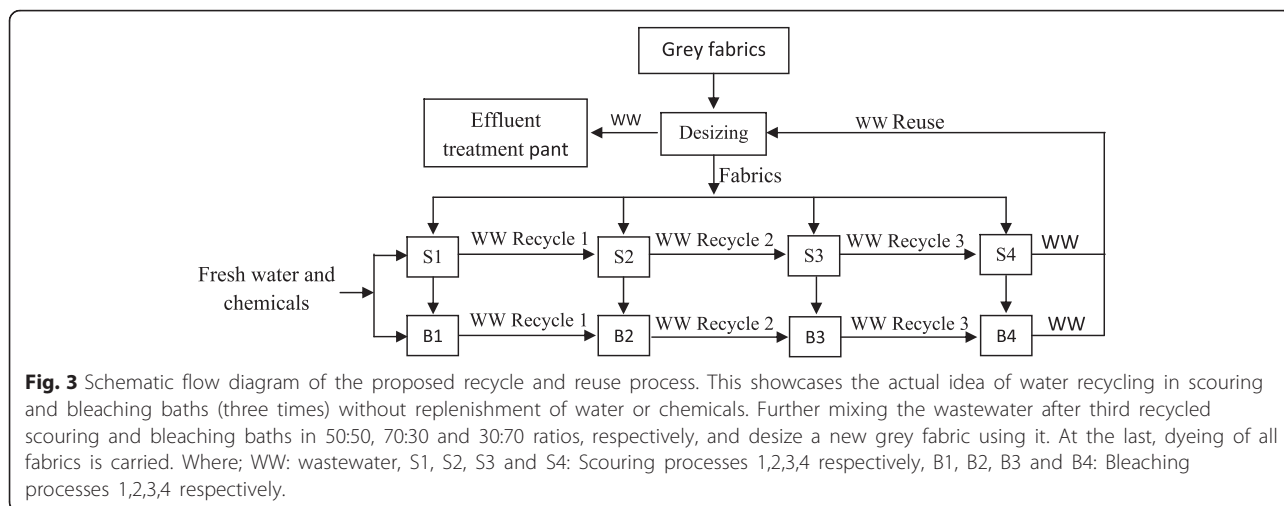 Grey fabrics
Effluent
treatment pant
WW
Desizing
WW Reuse
Fabrics
WW Recycle 1
WW Recycle 2
WW Recycle 3
WW
S1
S2
S3
S4
Fresh water and
chemicals
WW Recycle 1
WW Recycle 2
WW Recycle 3
WW
B1
B2
B3
B4
Fig. 3 Schematic flow diagram of the proposed recycle and reuse process. This showcases the actual idea of water recycling in scouring
and bleaching baths (three times) without replenishment of water or chemicals. Further mixing the wastewater after third recycled
scouring and bleaching baths in 50:50, 70:30 and 30:70 ratios, respectively, and desize a new grey fabric using it. At the last, dyeing of all
fabrics is carried. Where; WW: wastewater, S1, S2, S3 and S4: Scouring processes 1,2,3,4 respectively, B1, B2, B3 and B4: Bleaching
processes 1,2,3,4 respectively.